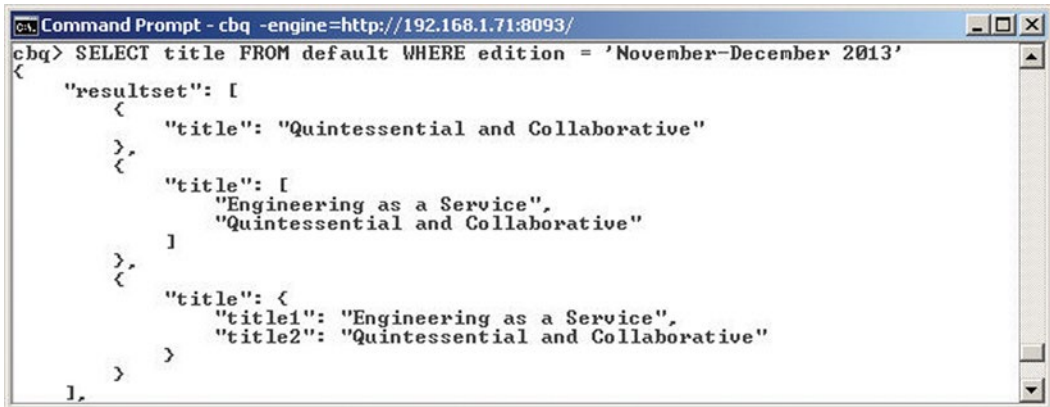 Command Prompt - cbq -engine=http://192.168.1.71:8093/
cbq> SELECT title FROM default WHERE edition = 'November-December 2013'
{
    "resultset": [
        {
            "title": "Quintessential and Collaborative"
        },
        {
            "title": [
                "Engineering as a Service",
                "Quintessential and Collaborative"
            ]
        },
        {
            "title": {
                "title1": "Engineering as a Service",
                "title2": "Quintessential and Collaborative"
            }
        }
    ],